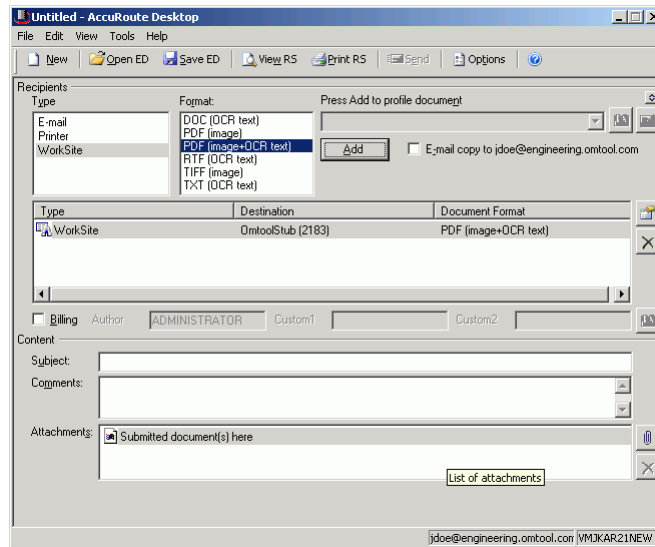 Untitled - AccuRoute Desktop
File Edit View Tools Help
New Open ED Save ED View RS Print RS Send Options
Recipients
Type Format: Press Add to profile document
E-mail
Printer
WorkSite
DOC (OCR text)
PDF (image)
PDF (image+OCR text)
RTF (OCR text)
TIFF (image)
TXT (OCR text)
Add E-mail copy to jdoe@engineering.omtool.com
Type Destination Document Format
WorkSite OmtoolStub (2183) PDF (image+OCR text)
Billing Author ADMINISTRATOR Custom1 Custom2
Content
Subject:
Comments:
Attachments: Submitted document(s) here
List of attachments
jdoe@engineering.omtool.com VMJKAR21NEW